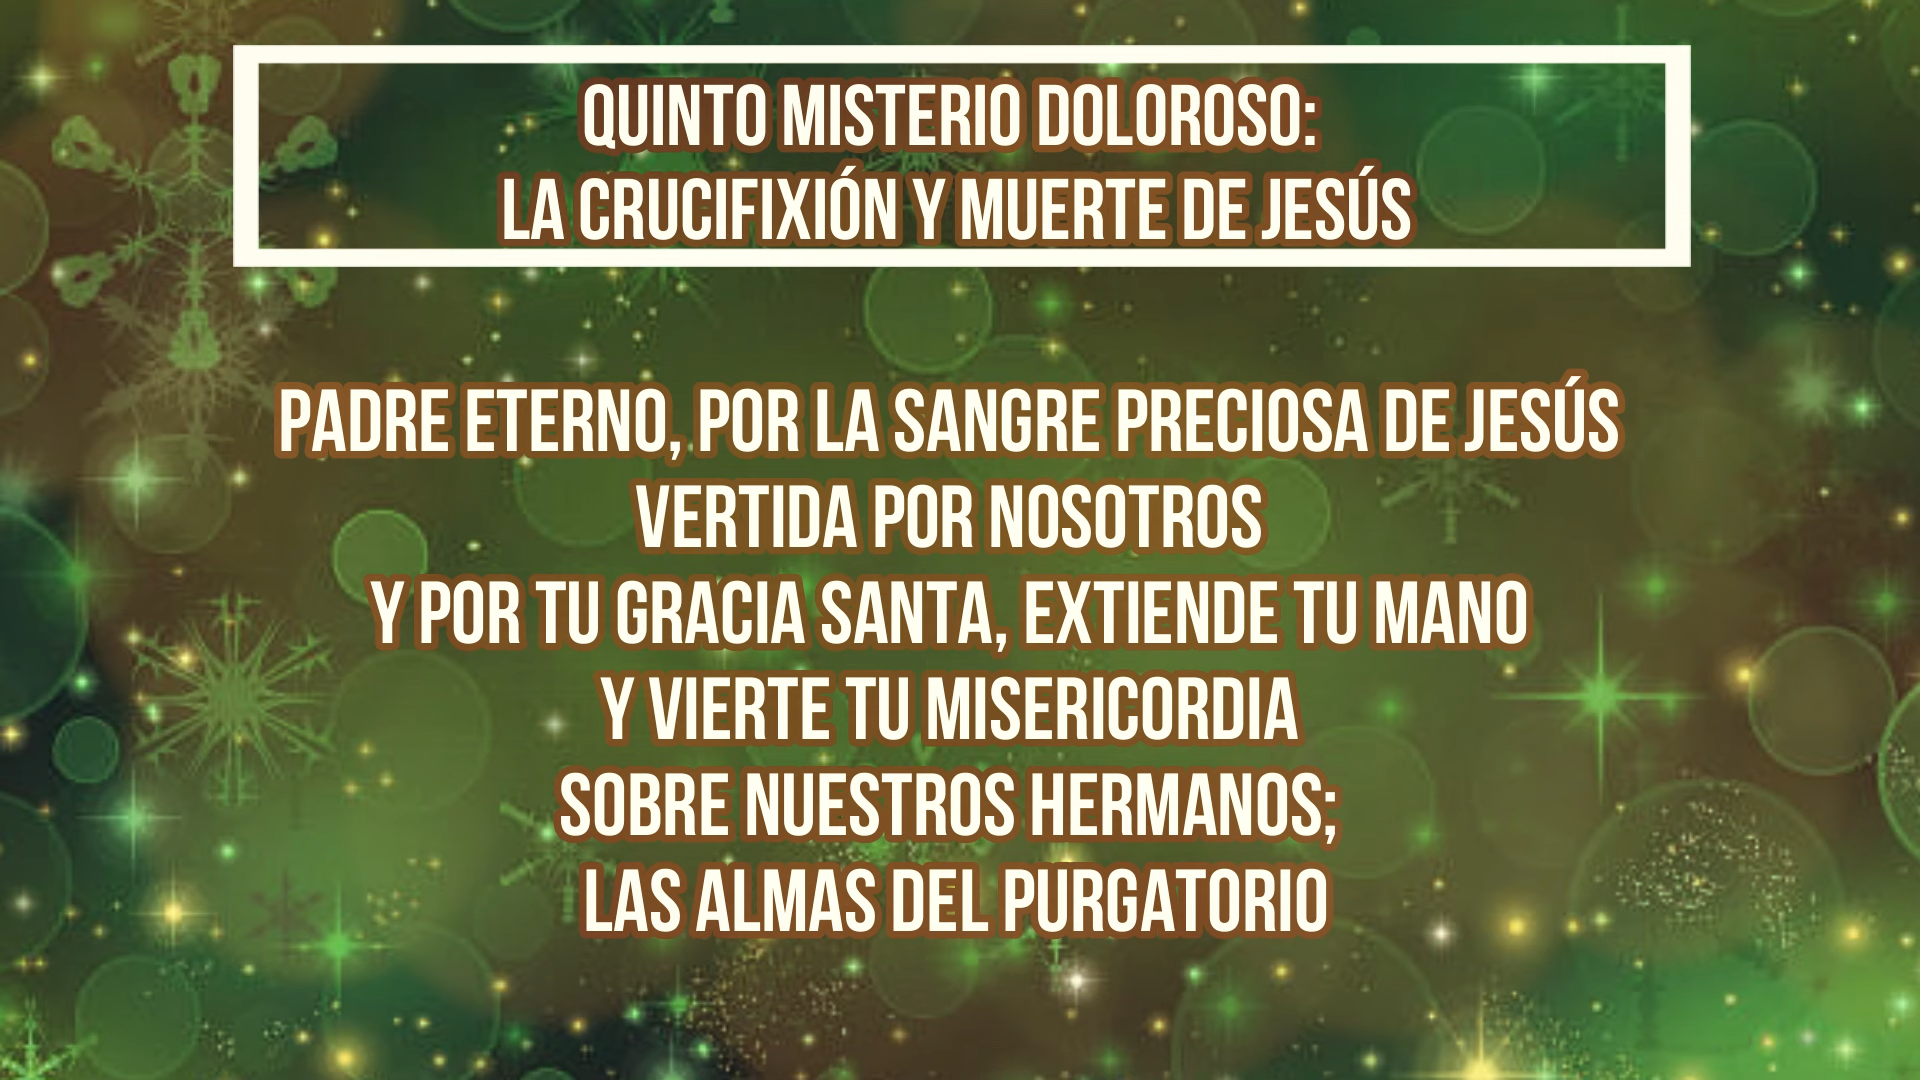 QUINTO MISTERIO DOLOROSO:
LA CRUCIFIXIÓN Y MUERTE DE JESÚS
PADRE ETERNO, POR LA SANGRE PRECIOSA DE JESÚS
VERTIDA POR NOSOTROS
Y POR TU GRACIA SANTA, EXTIENDE TU MANO
Y VIERTE TU MISERICORDIA
SOBRE NUESTROS HERMANOS;
LAS ALMAS DEL PURGATORIO